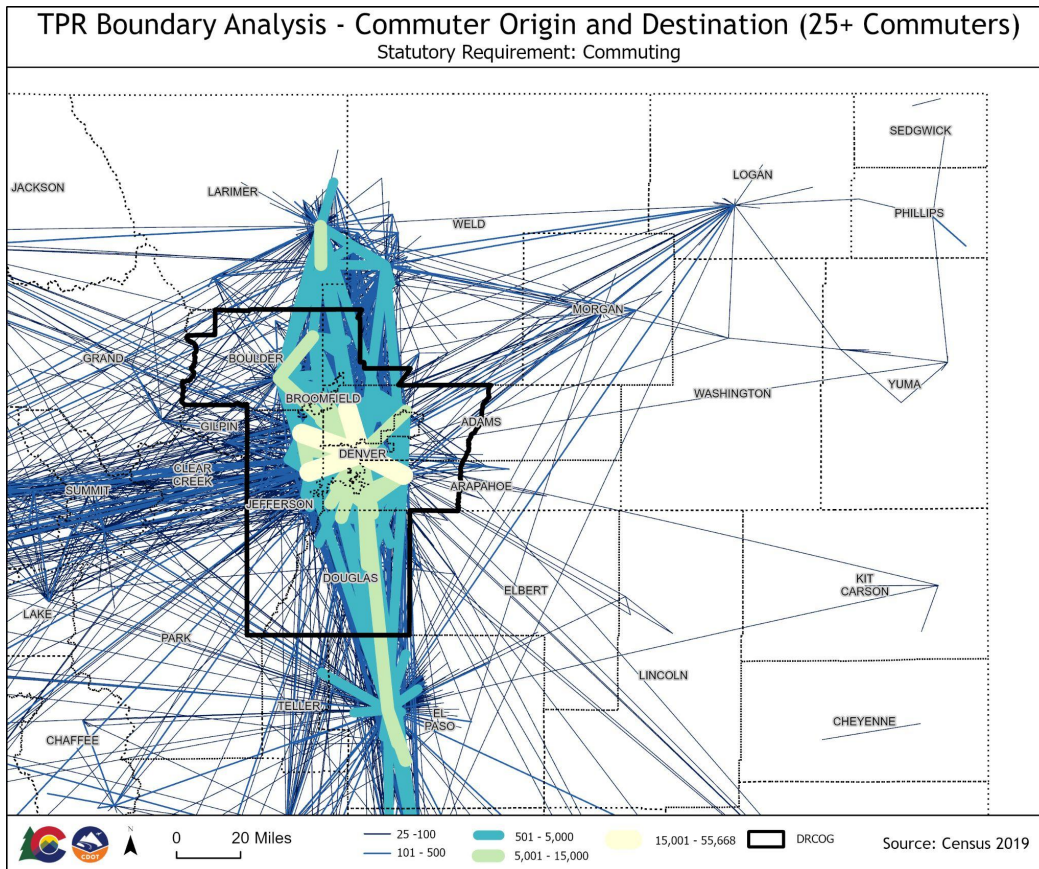 TPR Boundary Analysis - Commuter Origin and Destination (25+ Commuters)
Statutory Requirement: Commuting
SEDGWICK
LOGAN
JACKSON
LARIMER
PHILLIPS
WELD
MORGAN
GRAND
BOULDER
YUMA
WASHINGTON
BROOMFIELD
ADAMS
GILPIN
DENVER
CLEAR
CREEK
SUMMIT
ARAPAHOE
JEFFERSON
DOUGLAS
KIT
CARSON
ELBERT
LAKE
PARK
LINCOLN
TELLER
EL
PASO
CHEYENNE
CHAFFEE
CDOT
N
0 20 Miles
25 -100
101 - 500
501 - 5,000
5,001 - 15,000
15,001 - 55,668
DRCOG
Source: Census 2019